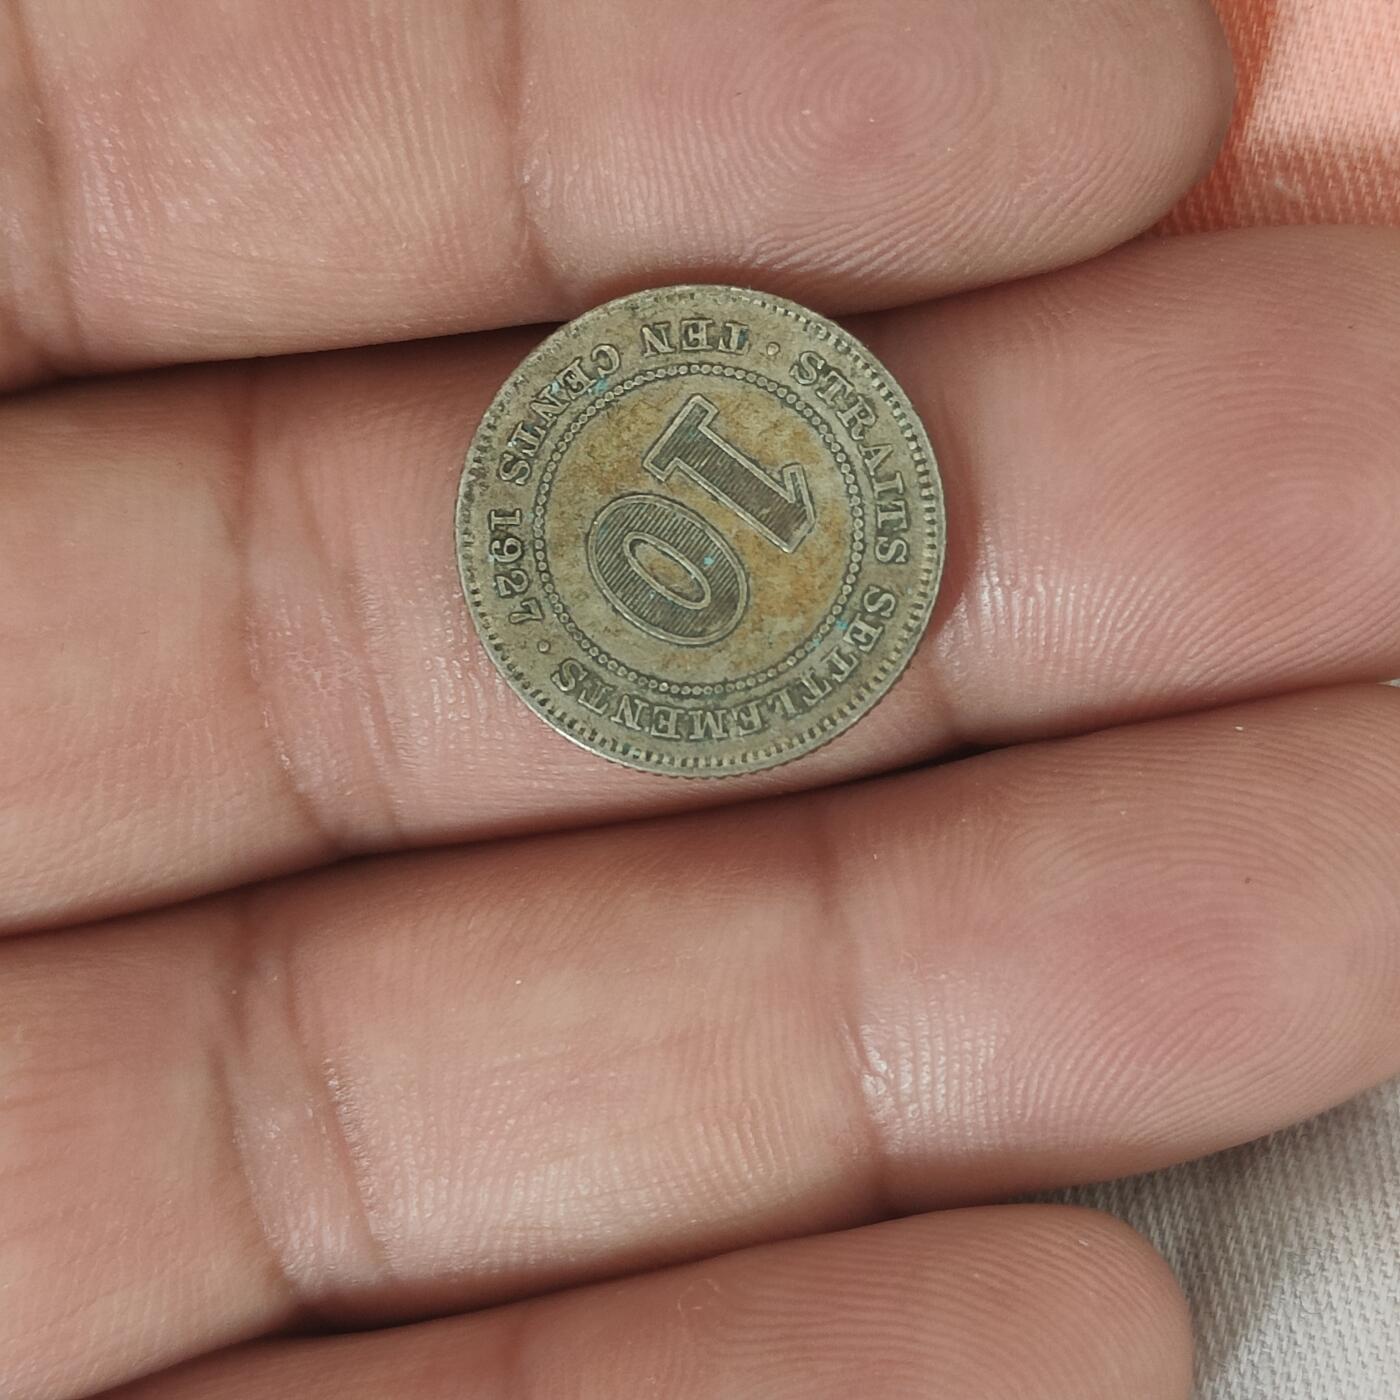 STRAITS SETTLEMENTS ·
TEN CENTS 1927 ·
10